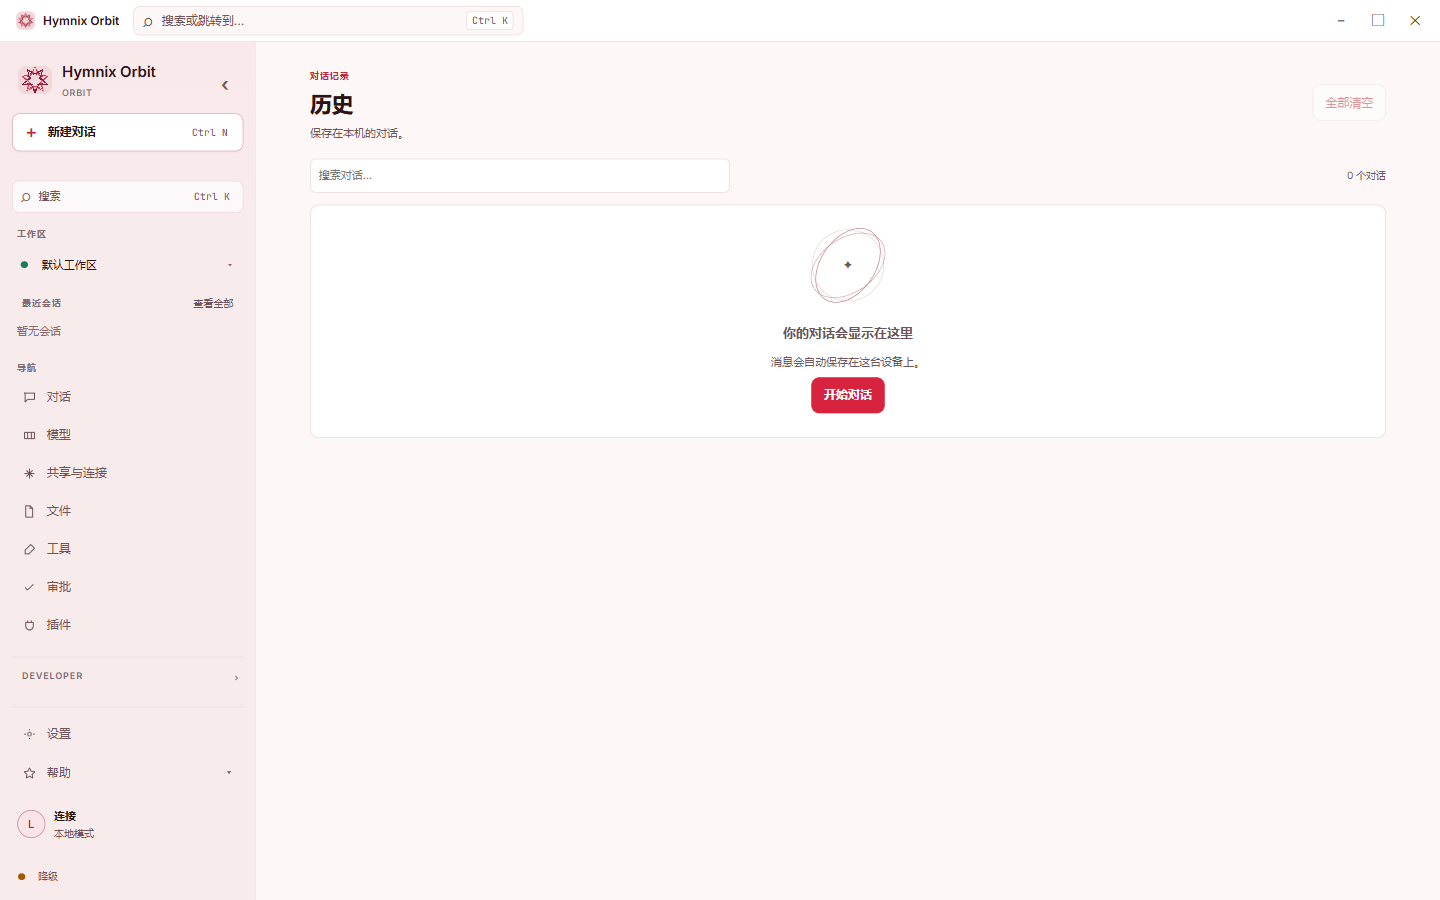 Hymnix Orbit
搜索或跳转到...
Ctrl K
Hymnix Orbit
ORBIT
新建对话
Ctrl N
搜索
Ctrl K
工作区
默认工作区
最近会话
查看全部
暂无会话
导航
对话
模型
共享与连接
文件
工具
审批
插件
DEVELOPER
设置
帮助
L
连接
本地模式
降级
对话记录
历史
保存在本机的对话。
全部清空
搜索对话...
0 个对话
你的对话会显示在这里
消息会自动保存在这台设备上。
开始对话